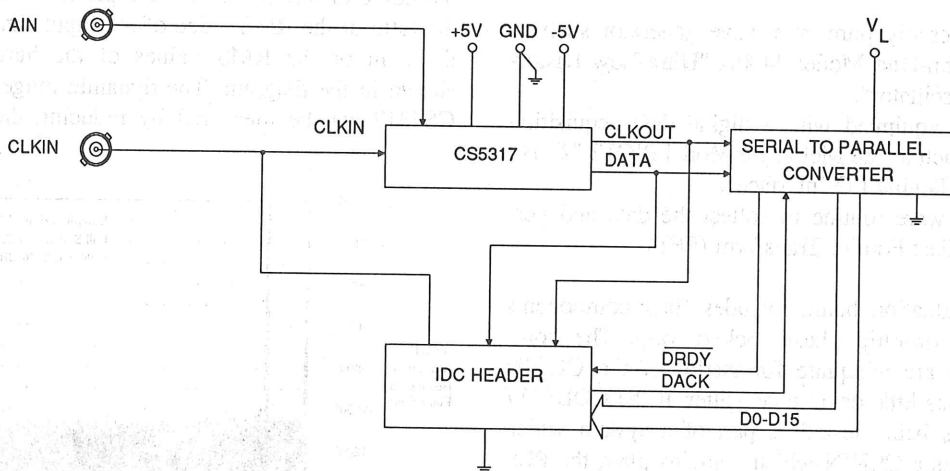 AIN
+5V GND -5V
VL
CLKIN
CLKIN
CS5317
CLKOUT
DATA
SERIAL TO PARALLEL
CONVERTER
IDC HEADER
DRDY
DACK
D0-D15